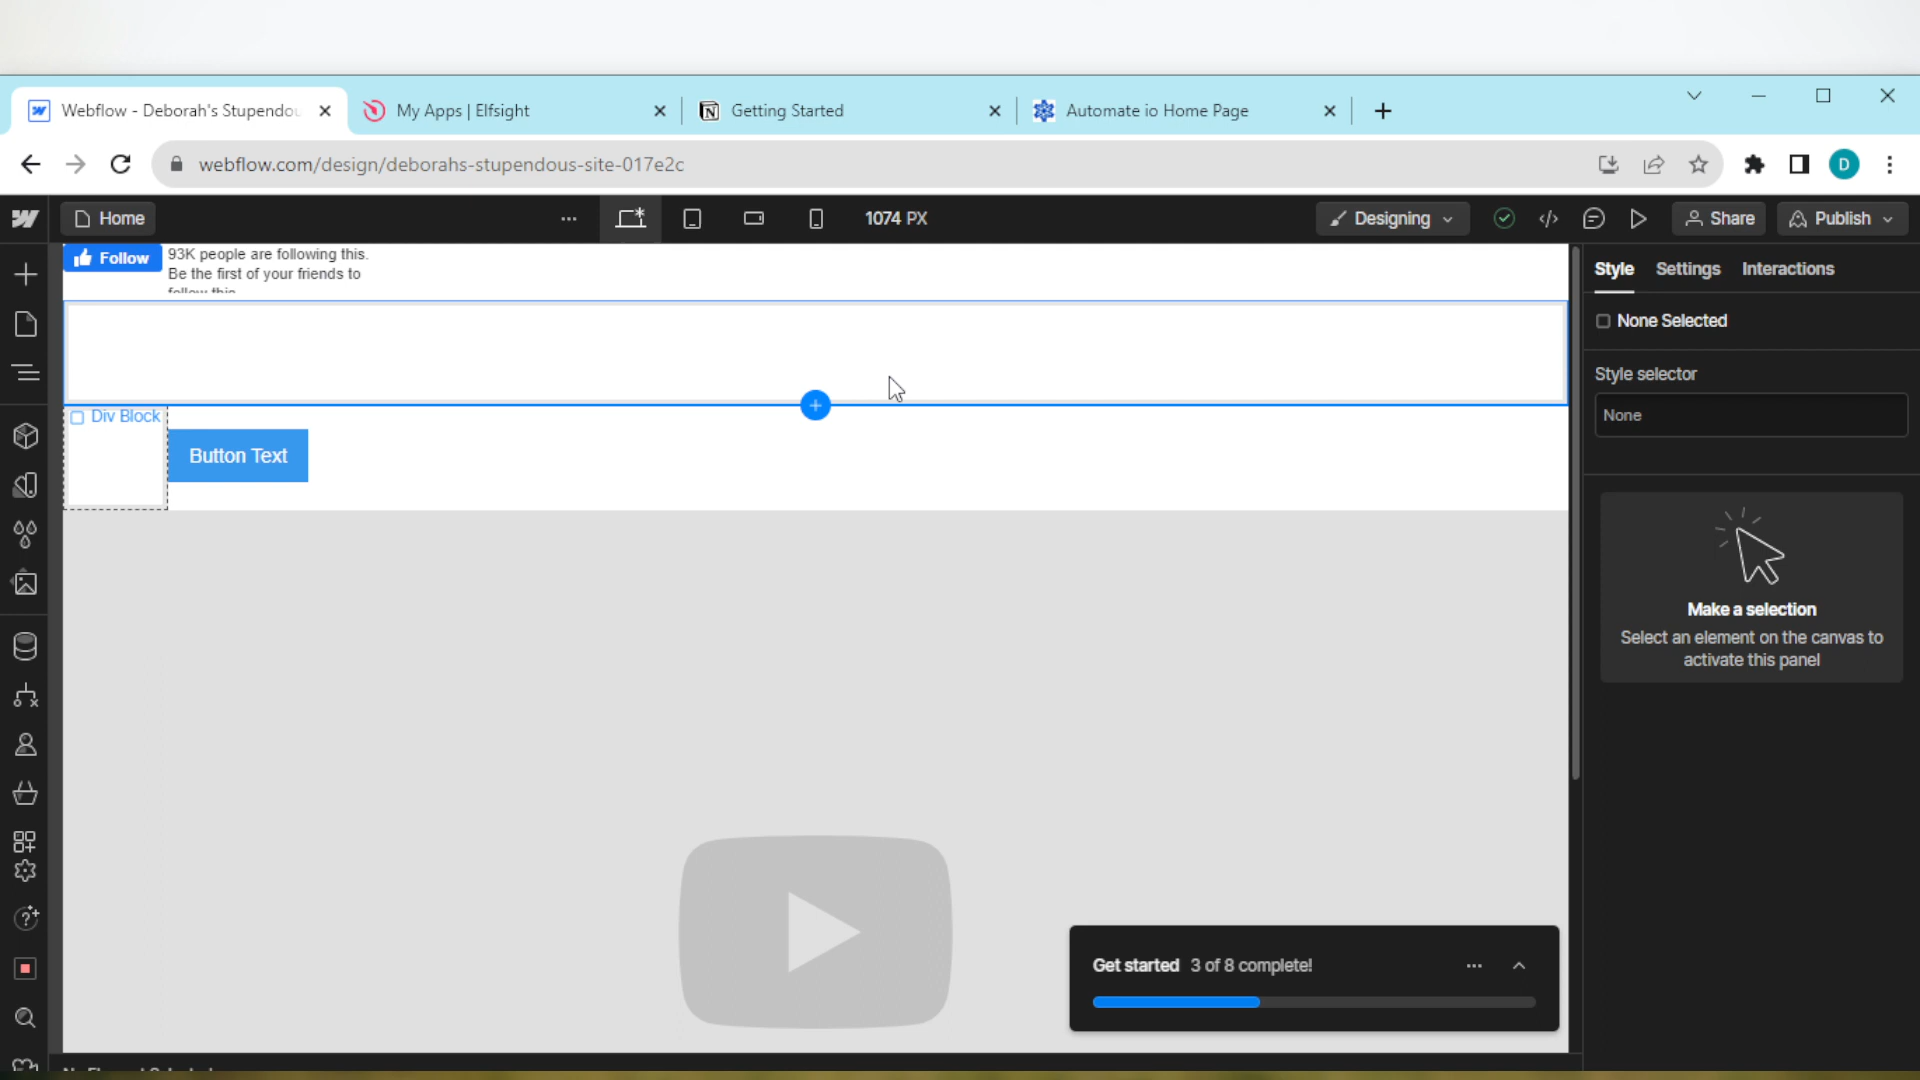 Webflow - Deborah's Stupendou
My Apps | Elfsight
Getting Started
Automate io Home Page
webflow.com/design/deborahs-stupendous-site-017e2c
D
Home
1074 PX
Designing
Share
Publish
Follow
93K people are following this.
Be the first of your friends to
follow this.
Style
Settings
Interactions
None Selected
Style selector
None
Div Block
Button Text
Make a selection
Select an element on the canvas to
activate this panel
Get started 3 of 8 complete!